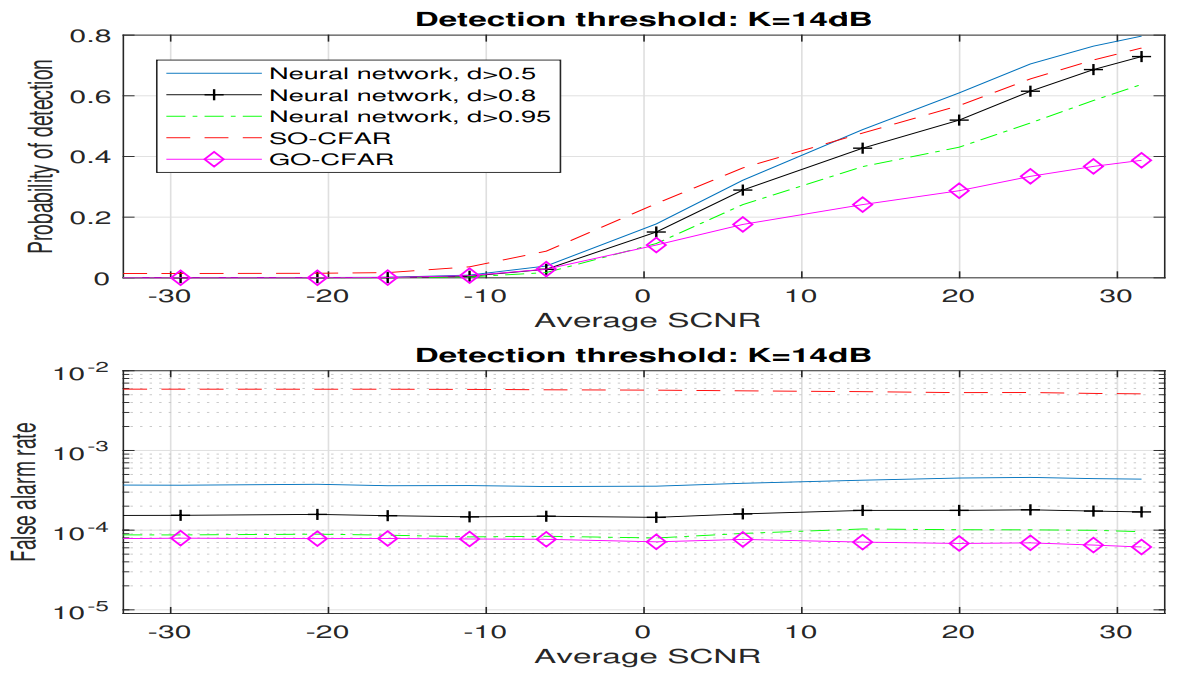 Detection threshold: K=14dB
0.8
0.6
0.4
0.2
0
Probability of detection
Neural network, d>0.5
Neural network, d>0.8
Neural network, d>0.95
SO-CFAR
GO-CFAR
-30 -20 -10 0 10 20 30
Average SCNR
Detection threshold: K=14dB
10-2
10-3
10-4
10-5
False alarm rate
-30 -20 -10 0 10 20 30
Average SCNR